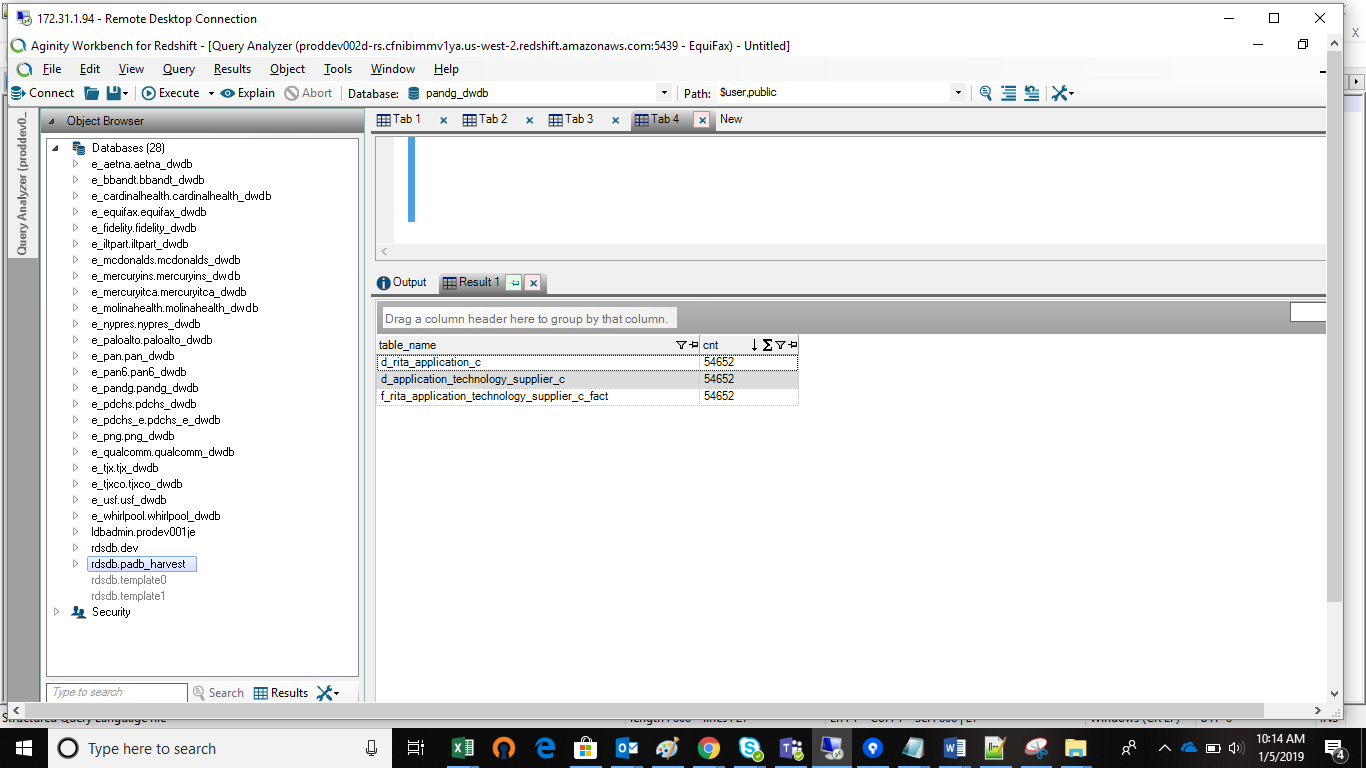 172.31.1.94 - Remote Desktop Connection
Aginity Workbench for Redshift - [Query Analyzer (proddev002d-rs.cfnibimmv1ya.us-west-2.redshift.amazonaws.com:5439 - EquiFax) - Untitled]
File Edit View Query Results Object Tools Window Help
Connect Execute Explain Abort Database: pandg_dwdb Path: $user,public
Query Analyzer (proddev0...
Object Browser
Tab 1 Tab 2 Tab 3 Tab 4 New
Databases (28)
e_aetna.aetna_dwdb
e_bbandt.bbandt_dwdb
e_cardinalhealth.cardinalhealth_dwdb
e_equifax.equifax_dwdb
e_fidelity.fidelity_dwdb
e_iltpart.iltpart_dwdb
e_mcdonalds.mcdonalds_dwdb
e_mercuryins.mercuryins_dwdb
e_mercuryitca.mercuryitca_dwdb
e_molinahealth.molinahealth_dwdb
e_nypres.nypres_dwdb
e_paloalto.paloalto_dwdb
e_pan.pan_dwdb
e_pan6.pan6_dwdb
e_pandg.pandg_dwdb
e_pdchs.pdchs_dwdb
e_pdchs_e.pdchs_e_dwdb
e_png.png_dwdb
e_qualcomm.qualcomm_dwdb
e_tjx.tjx_dwdb
e_tjxco.tjxco_dwdb
e_usf.usf_dwdb
e_whirlpool.whirlpool_dwdb
ldbadmin.prodev001je
rdsdb.dev
rdsdb.padb_harvest
rdsdb.template0
rdsdb.template1
Security
Type to search Search Results
Output Result 1
Drag a column header here to group by that column.
table_name cnt
d_rita_application_c 54652
d_application_technology_supplier_c 54652
f_rita_application_technology_supplier_c_fact 54652
Type here to search
10:14 AM
1/5/2019
4